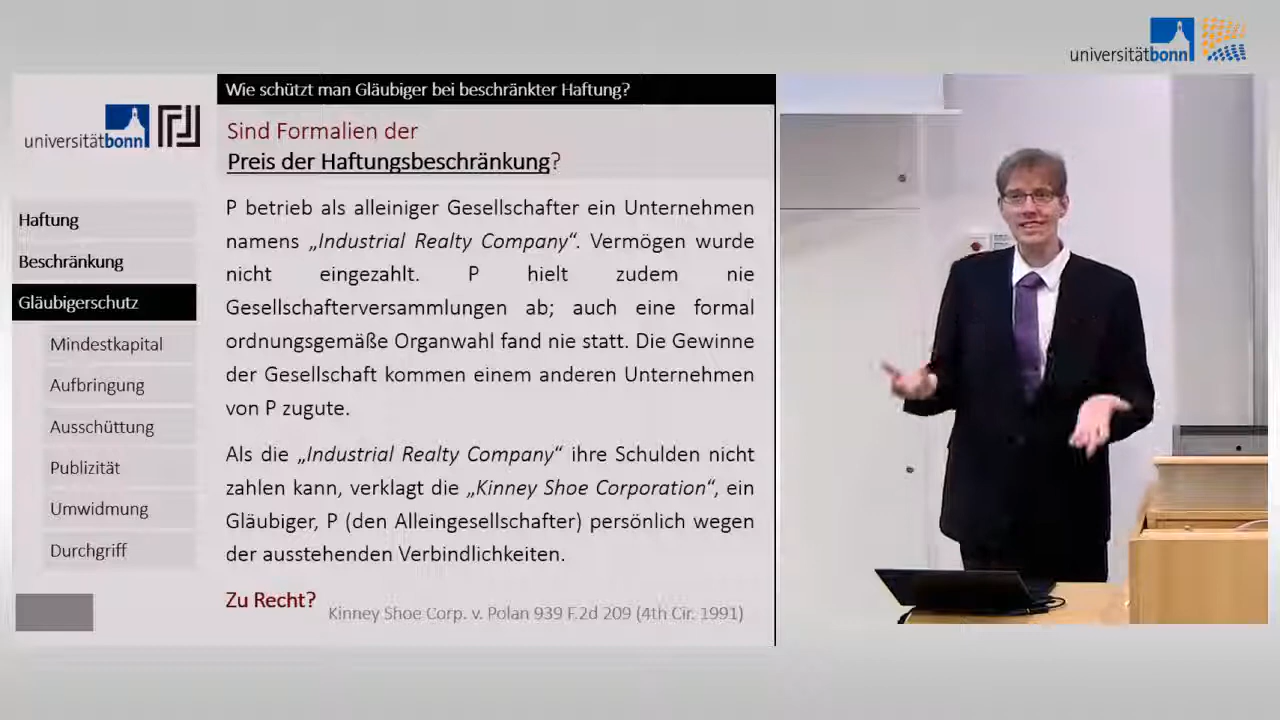 universitätbonn
universitätbonn
Haftung
Beschränkung
Gläubigerschutz
Mindestkapital
Aufbringung
Ausschüttung
Publizität
Umwidmung
Durchgriff
Wie schützt man Gläubiger bei beschränkter Haftung?
Sind Formalien der
Preis der Haftungsbeschränkung?
P betrieb als alleiniger Gesellschafter ein Unternehmen
namens „Industrial Realty Company“. Vermögen wurde
nicht eingezahlt. P hielt zudem nie
Gesellschafterversammlungen ab; auch eine formal
ordnungsgemäße Organwahl fand nie statt. Die Gewinne
der Gesellschaft kommen einem anderen Unternehmen
von P zugute.
Als die „Industrial Realty Company“ ihre Schulden nicht
zahlen kann, verklagt die „Kinney Shoe Corporation“, ein
Gläubiger, P (den Alleingesellschafter) persönlich wegen
der ausstehenden Verbindlichkeiten.
Zu Recht?
Kinney Shoe Corp. v. Polan 939 F.2d 209 (4th Cir. 1991)